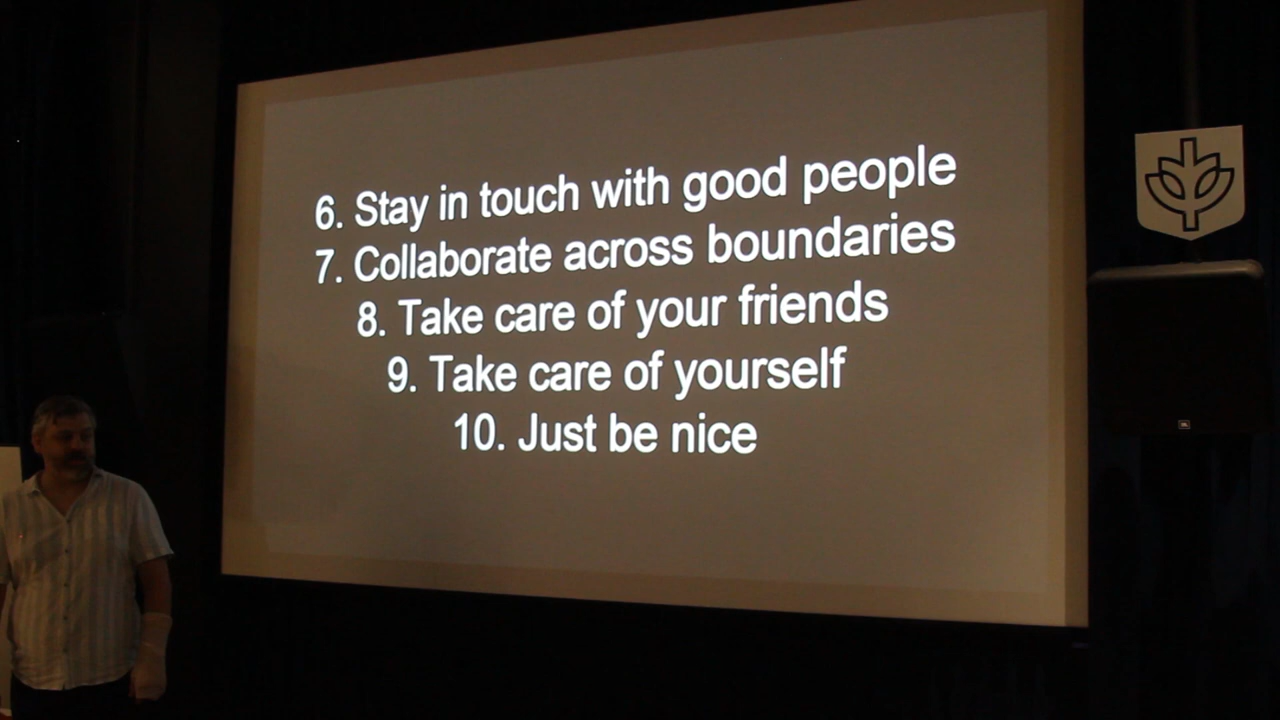 6. Stay in touch with good people
7. Collaborate across boundaries
8. Take care of your friends
9. Take care of yourself
10. Just be nice